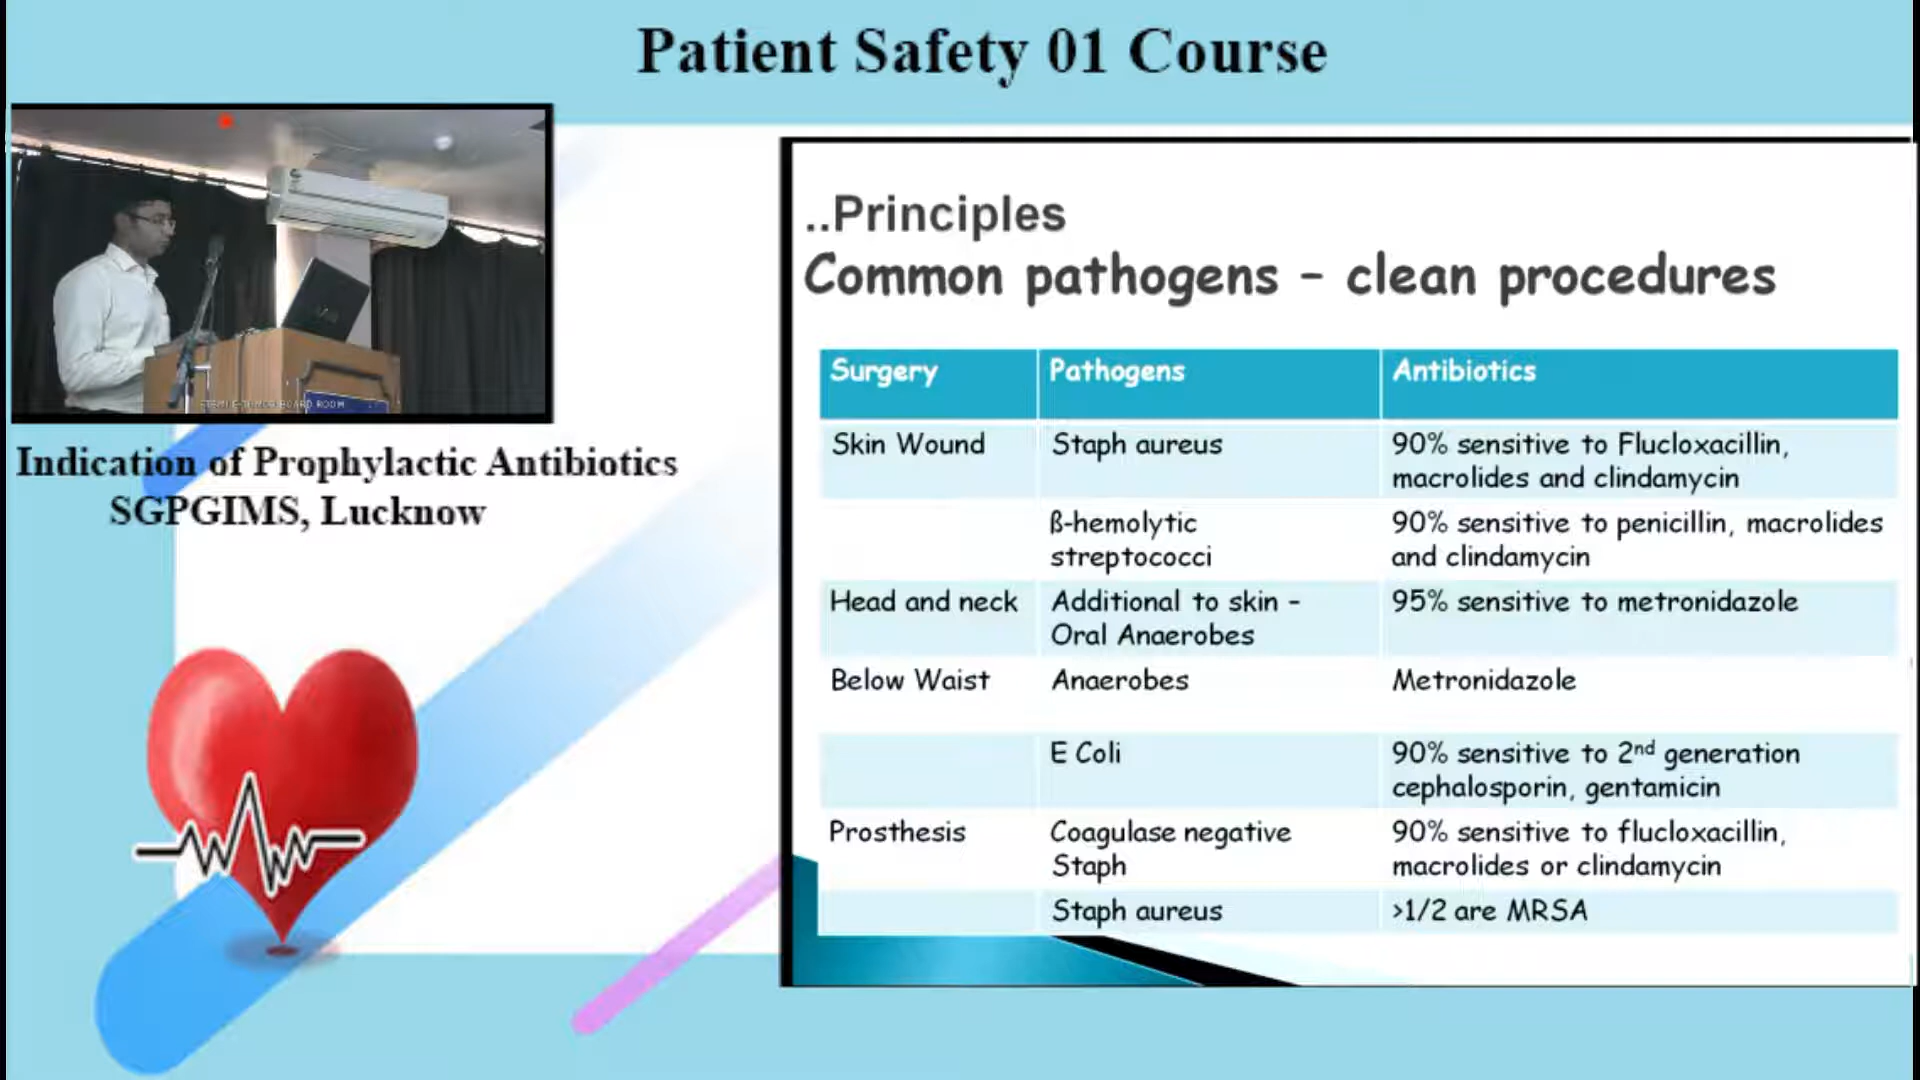 Patient Safety 01 Course
Indication of Prophylactic Antibiotics
SGPGIMS, Lucknow
..Principles
Common pathogens – clean procedures
Surgery Pathogens Antibiotics
Skin Wound Staph aureus 90% sensitive to Flucloxacillin,
macrolides and clindamycin
ß-hemolytic 90% sensitive to penicillin, macrolides
streptococci and clindamycin
Head and neck Additional to skin – 95% sensitive to metronidazole
Oral Anaerobes
Below Waist Anaerobes Metronidazole
E Coli 90% sensitive to 2nd generation
cephalosporin, gentamicin
Prosthesis Coagulase negative 90% sensitive to flucloxacillin,
Staph macrolides or clindamycin
Staph aureus >1/2 are MRSA